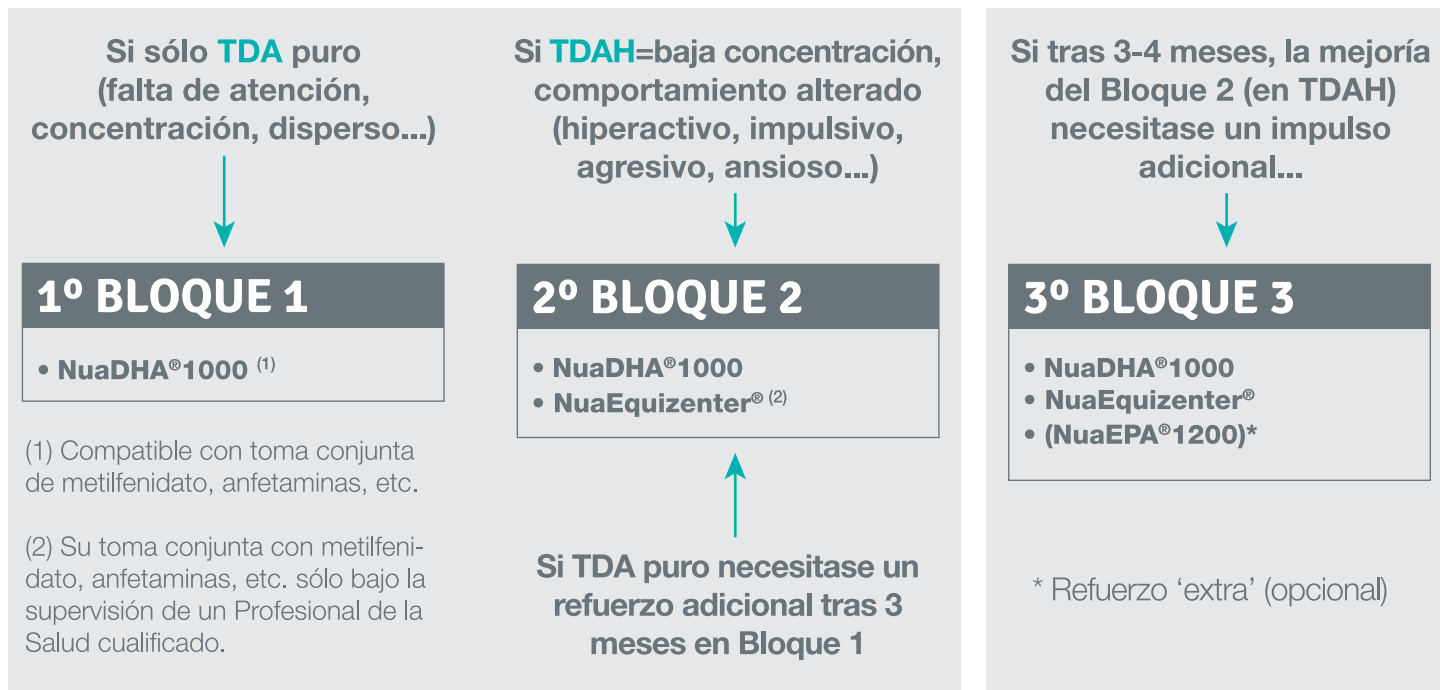 Si sólo TDA puro
(falta de atención,
concentración, disperso...)
1º BLOQUE 1
• NuaDHA®1000 (1)
(1) Compatible con toma conjunta
de metilfenidato, anfetaminas, etc.
(2) Su toma conjunta con metilfeni-
dato, anfetaminas, etc. sólo bajo la
supervisión de un Profesional de la
Salud cualificado.
Si TDAH=baja concentración,
comportamiento alterado
(hiperactivo, impulsivo,
agresivo, ansioso...)
2º BLOQUE 2
• NuaDHA®1000
• NuaEquizenter® (2)
Si TDA puro necesitase un
refuerzo adicional tras 3
meses en Bloque 1
Si tras 3-4 meses, la mejoría
del Bloque 2 (en TDAH)
necesitase un impulso
adicional...
3º BLOQUE 3
• NuaDHA®1000
• NuaEquizenter®
• (NuaEPA®1200)*
* Refuerzo ‘extra’ (opcional)